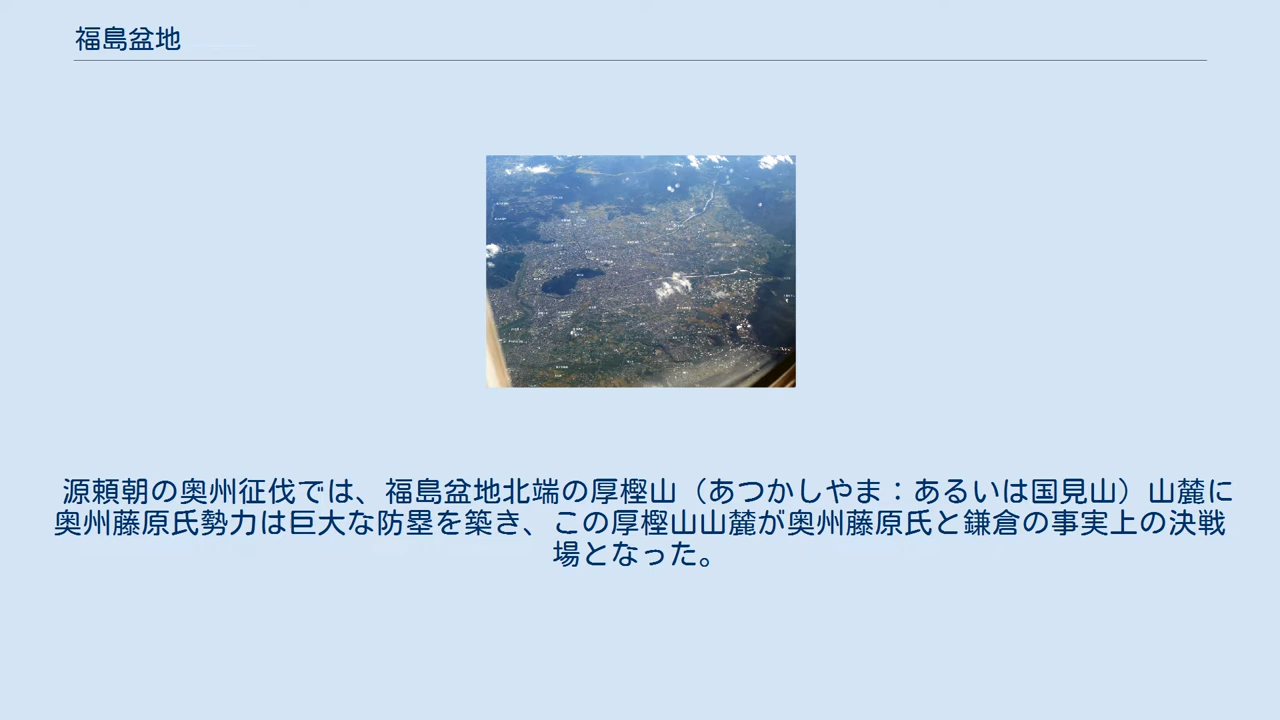 福島盆地
源頼朝の奥州征伐では、福島盆地北端の厚樫山（あつかしやま：あるいは国見山）山麓に
奥州藤原氏勢力は巨大な防塁を築き、この厚樫山山麓が奥州藤原氏と鎌倉の事実上の決戦
場となった。